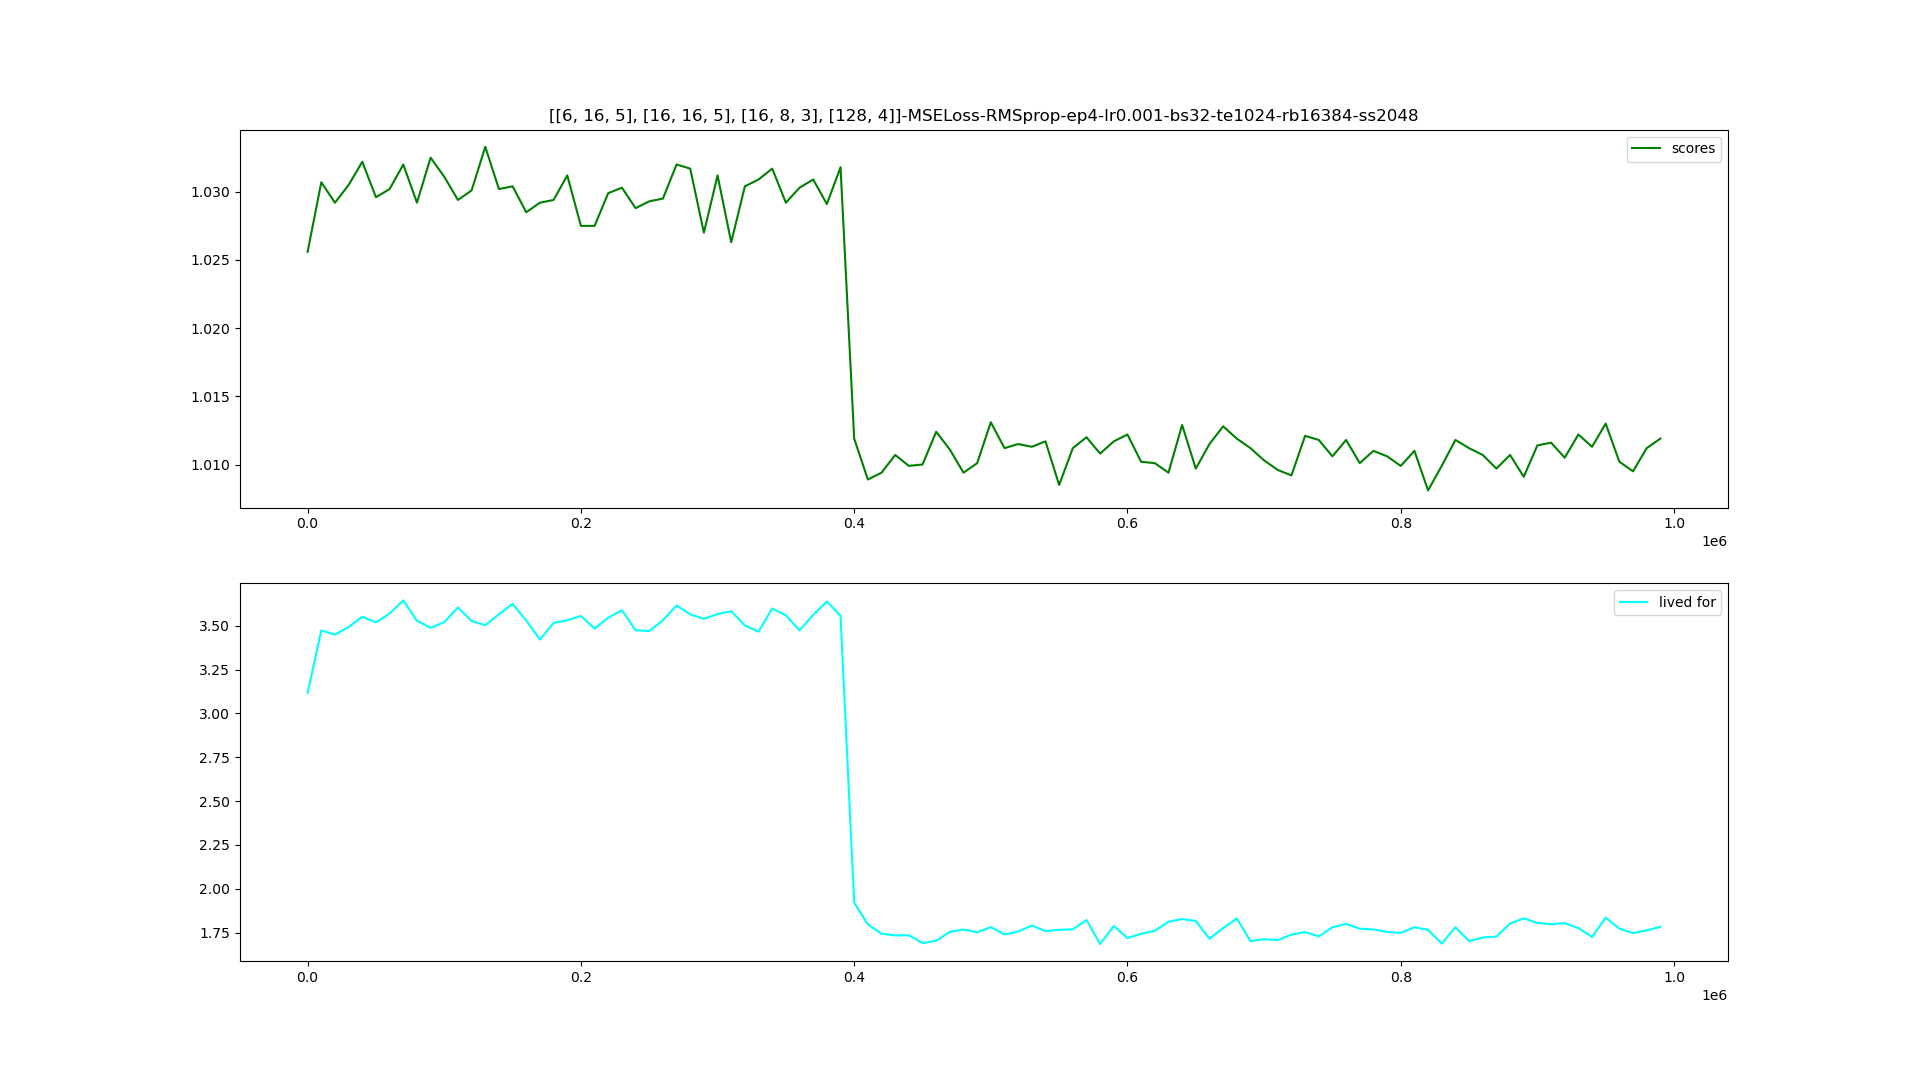 [[6, 16, 5], [16, 16, 5], [16, 8, 3], [128, 4]]-MSELoss-RMSprop-ep4-lr0.001-bs32-te1024-rb16384-ss2048
scores
1.030
1.025
1.020
1.015
1.010
0.0 0.2 0.4 0.6 0.8 1.0
1e6
lived for
3.50
3.25
3.00
2.75
2.50
2.25
2.00
1.75
0.0 0.2 0.4 0.6 0.8 1.0
1e6